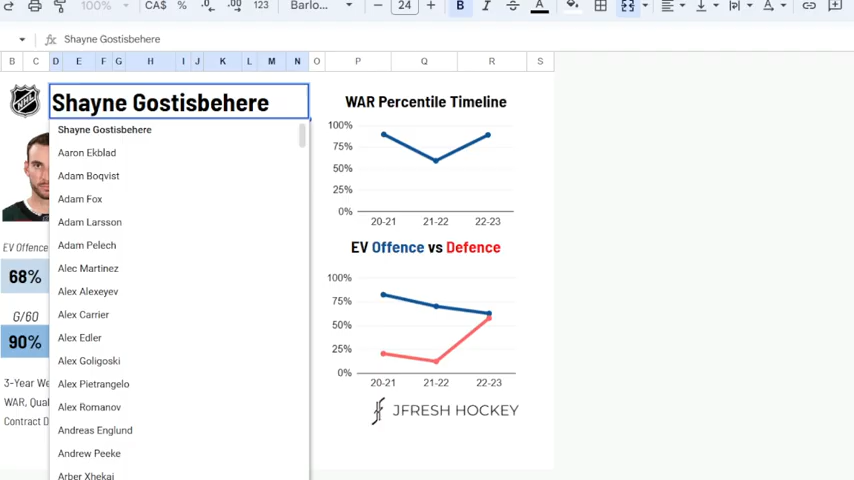 100%
CA$ % .0 .00 123 Barlo... − 24 + B I A
fx Shayne Gostisbehere
B C D E F G H I J K L M N O P Q R S
NHL
Shayne Gostisbehere
Shayne Gostisbehere
Aaron Ekblad
Adam Boqvist
Adam Fox
Adam Larsson
Adam Pelech
Alec Martinez
Alex Alexeyev
Alex Carrier
Alex Edler
Alex Goligoski
Alex Pietrangelo
Alex Romanov
Andreas Englund
Andrew Peeke
Arber Xhekaj
EV Offence
68%
G/60
90%
3-Year We
WAR, Qual
Contract D
WAR Percentile Timeline
100%
75%
50%
25%
0%
20-21 21-22 22-23
EV Offence vs Defence
100%
75%
50%
25%
0%
20-21 21-22 22-23
JFRESH HOCKEY